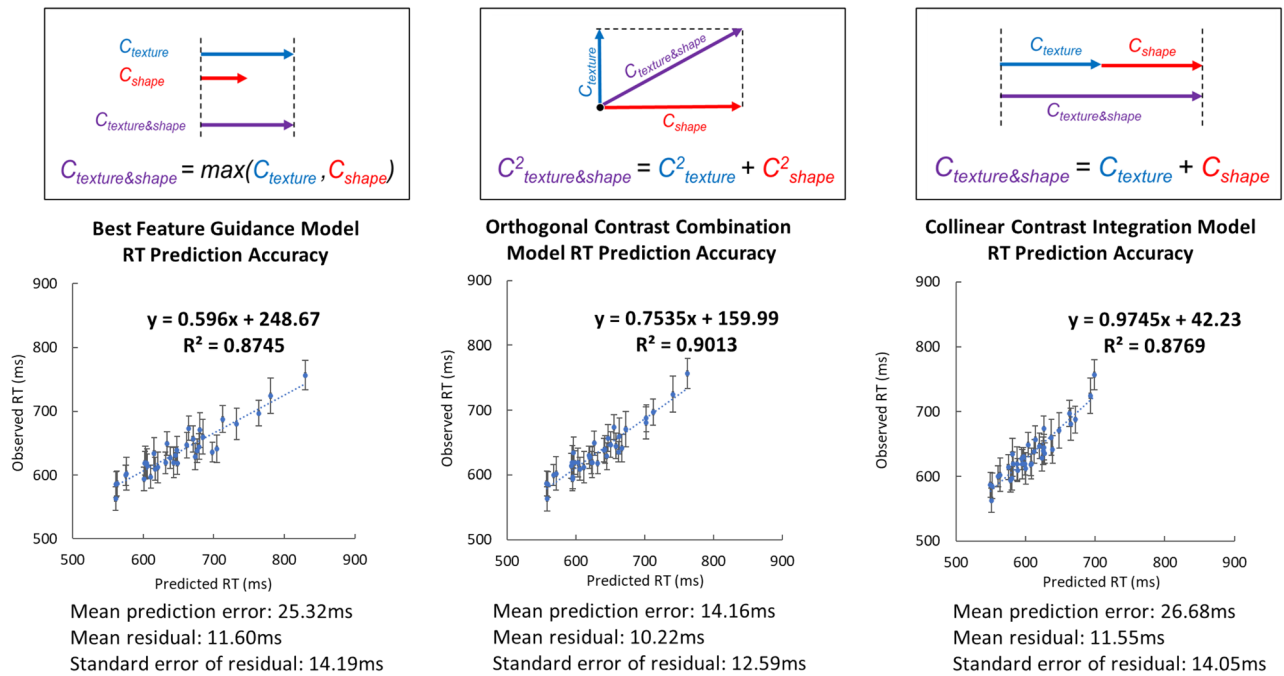 C_texture
C_shape
C_texture&shape
C_texture&shape = max(C_texture, C_shape)
C_texture
C_texture&shape
C_shape
C²_texture&shape = C²_texture + C²_shape
C_texture
C_shape
C_texture&shape
C_texture&shape = C_texture + C_shape
Best Feature Guidance Model
RT Prediction Accuracy
900
800
700
600
500
Observed RT (ms)
y = 0.596x + 248.67
R² = 0.8745
500 600 700 800 900
Predicted RT (ms)
Mean prediction error: 25.32ms
Mean residual: 11.60ms
Standard error of residual: 14.19ms
Orthogonal Contrast Combination
Model RT Prediction Accuracy
900
800
700
600
500
Observed RT (ms)
y = 0.7535x + 159.99
R² = 0.9013
500 600 700 800 900
Predicted RT (ms)
Mean prediction error: 14.16ms
Mean residual: 10.22ms
Standard error of residual: 12.59ms
Collinear Contrast Integration Model
RT Prediction Accuracy
900
800
700
600
500
Observed RT (ms)
y = 0.9745x + 42.23
R² = 0.8769
500 600 700 800 900
Predicted RT (ms)
Mean prediction error: 26.68ms
Mean residual: 11.55ms
Standard error of residual: 14.05ms